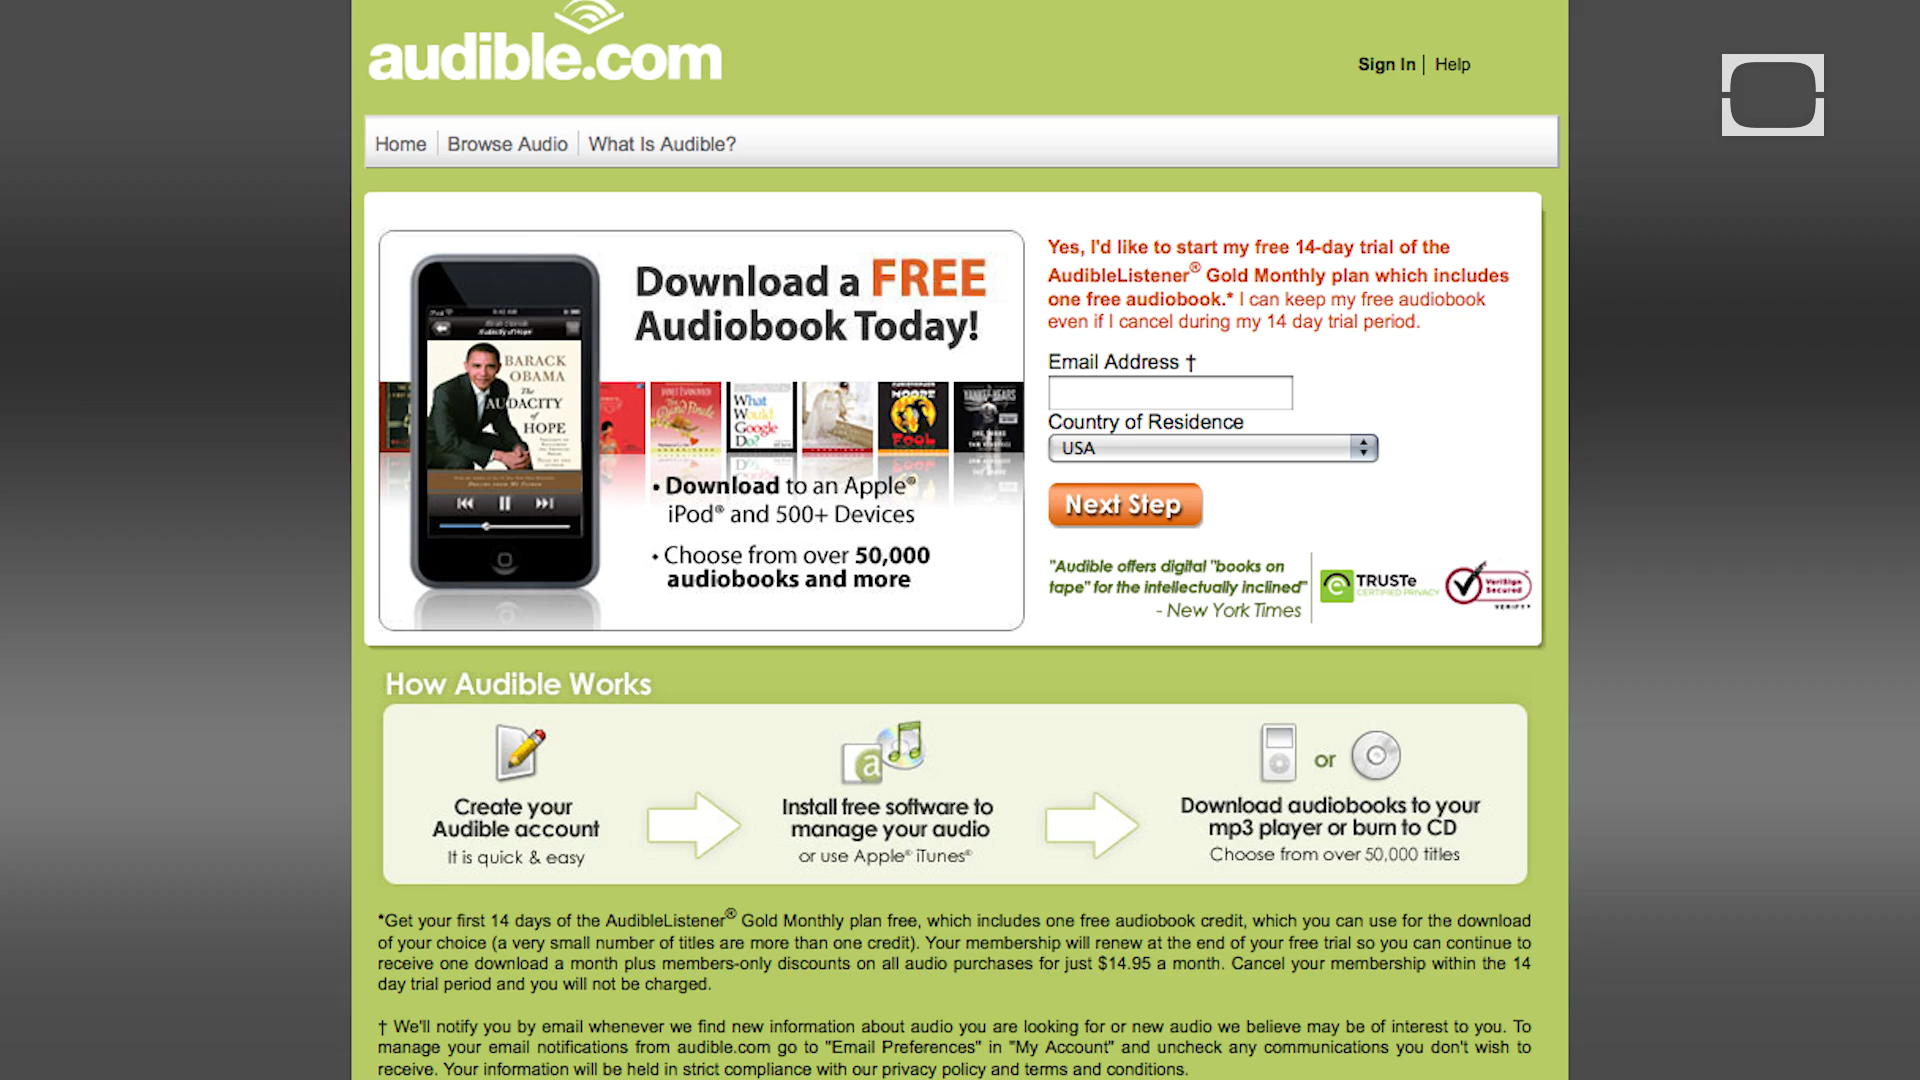 audible.com
Sign In | Help
Home
Browse Audio
What Is Audible?
Download a FREE
Audiobook Today!
BARACK
OBAMA
The
AUDACITY
of
HOPE
What
Would
Google
Do?
FOOL
• Download to an Apple®
iPod® and 500+ Devices
• Choose from over 50,000
audiobooks and more
Yes, I'd like to start my free 14-day trial of the
AudibleListener® Gold Monthly plan which includes
one free audiobook.* I can keep my free audiobook
even if I cancel during my 14 day trial period.
Email Address †
Country of Residence
USA
Next Step
"Audible offers digital "books on
tape" for the intellectually inclined"
- New York Times
TRUSTe
CERTIFIED PRIVACY
VeriSign
Secured
VERIFY
How Audible Works
Create your
Audible account
It is quick & easy
a
Install free software to
manage your audio
or use Apple® iTunes®
or
Download audiobooks to your
mp3 player or burn to CD
Choose from over 50,000 titles
*Get your first 14 days of the AudibleListener® Gold Monthly plan free, which includes one free audiobook credit, which you can use for the download
of your choice (a very small number of titles are more than one credit). Your membership will renew at the end of your free trial so you can continue to
receive one download a month plus members-only discounts on all audio purchases for just $14.95 a month. Cancel your membership within the 14
day trial period and you will not be charged.
† We'll notify you by email whenever we find new information about audio you are looking for or new audio we believe may be of interest to you. To
manage your email notifications from audible.com go to "Email Preferences" in "My Account" and uncheck any communications you don't wish to
receive. Your information will be held in strict compliance with our privacy policy and terms and conditions.